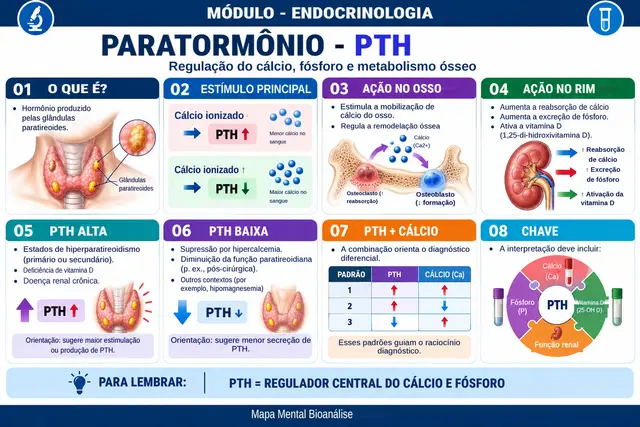 MÓDULO - ENDOCRINOLOGIA
PARATORMÔNIO - PTH
Regulação do cálcio, fósforo e metabolismo ósseo
01 O QUE É?
• Hormônio produzido
pelas glândulas
paratireoides.
Glândulas
paratireoides
02 ESTÍMULO PRINCIPAL
Cálcio ionizado
PTH ↑
Menor cálcio no
sangue
Cálcio ionizado ↑
PTH ↓
Maior cálcio no
sangue
03 AÇÃO NO OSSO
• Estimula a mobilização
de cálcio do osso.
• Regula a remodelação óssea
Cálcio
(Ca2+)
Osteoclasto (↑
reabsorção)
Osteoblasto
(↓ formação)
04 AÇÃO NO RIM
• Aumenta a reabsorção de cálcio
• Aumenta a excreção de fósforo.
• Ativa a vitamina D
(1,25-di-hidroxivitamina D).
↑ Reabsorção
de cálcio
↑ Excreção
de fósforo
↑ Ativação da
vitamina D
05 PTH ALTA
• Estados de hiperparatireoidismo
(primário ou secundário).
• Deficiência de vitamina D
• Doença renal crônica.
PTH ↑
Orientação: sugere maior estimulação
ou produção de PTH.
06 PTH BAIXA
• Supressão por hipercalcemia.
• Diminuição da função paratireoidiana
(p. ex., pós-cirúrgica).
• Outros contextos (por
exemplo, hipomagnesemia)
PTH ↓
Orientação: sugere menor secreção de
PTH.
07 PTH + CÁLCIO
• A combinação orienta o diagnóstico
diferencial.
PADRÃO PTH CÁLCIO (Ca)
1 ↑ ↑
2 ↑ ↓
3 ↓ ↑
Esses padrões guiam o raciocínio
diagnóstico.
08 CHAVE
• A interpretação deve incluir:
Cálcio
(Ca)
Fósforo
(P)
PTH
Vitamina D
(25-OH D)
Função renal
PARA LEMBRAR:
PTH = REGULADOR CENTRAL DO CÁLCIO E FÓSFORO
Mapa Mental Bioanálise